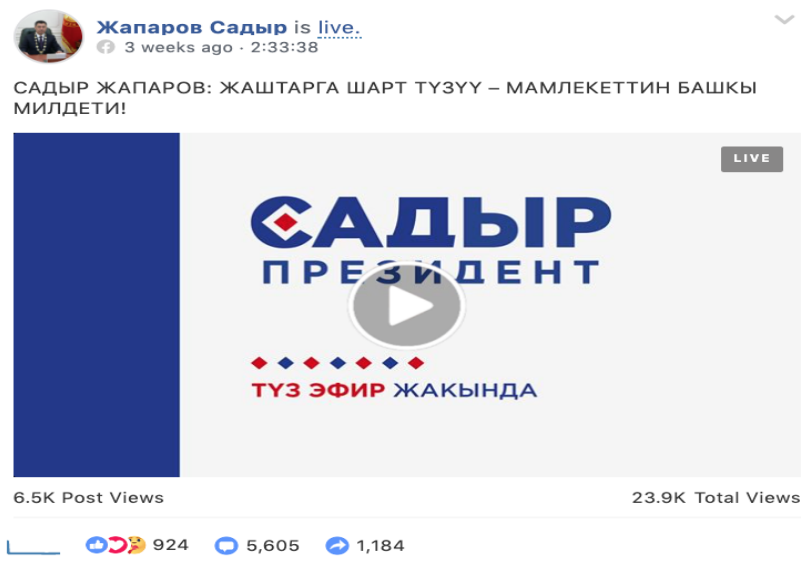 Жапаров Садыр is live.
3 weeks ago · 2:33:38
САДЫР ЖАПАРОВ: ЖАШТАРГА ШАРТ ТҮЗҮҮ – МАМЛЕКЕТТИН БАШКЫ
МИЛДЕТИ!
LIVE
САДЫР
ПРЕЗИДЕНТ
ТҮЗ ЭФИР ЖАКЫНДА
6.5K Post Views
23.9K Total Views
924
5,605
1,184